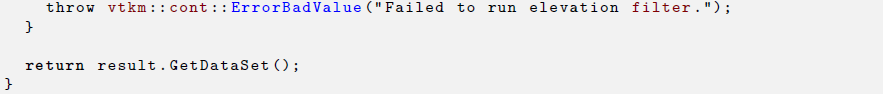 throw vtkm::cont::ErrorBadValue("Failed to run elevation filter.");
  }
  return result.GetDataSet();
}